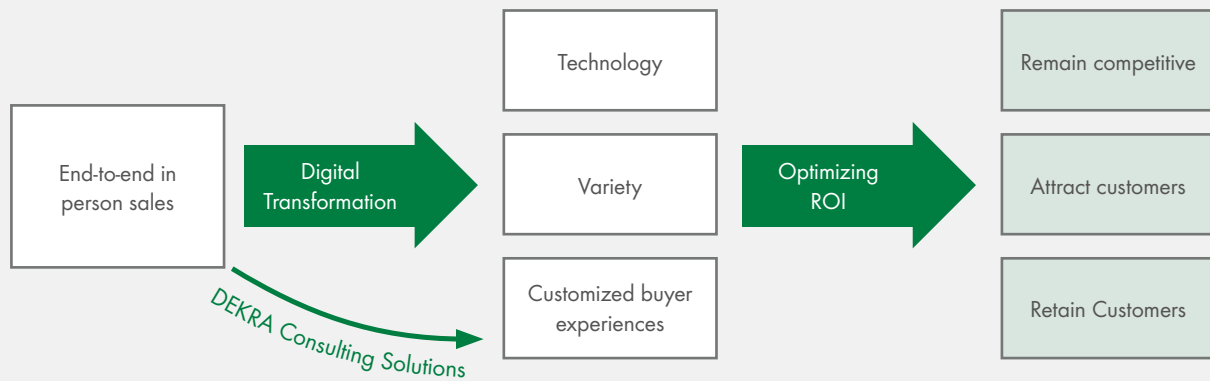 End-to-end in
person sales
Digital
Transformation
DEKRA Consulting Solutions
Technology
Variety
Customized buyer
experiences
Optimizing
ROI
Remain competitive
Attract customers
Retain Customers